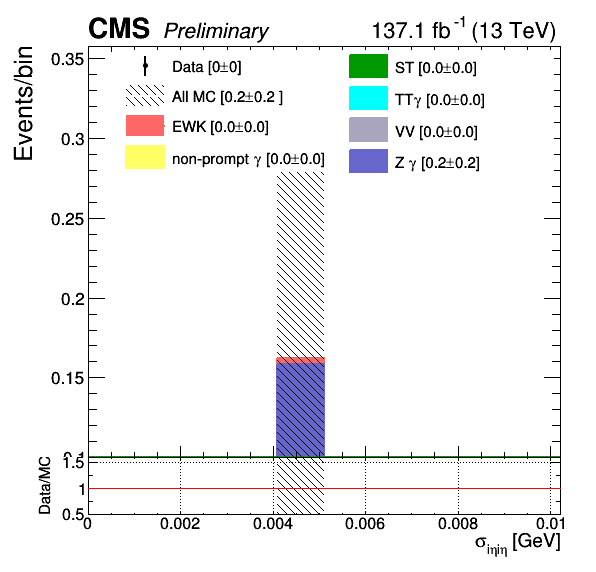 CMS Preliminary 137.1 fb⁻¹ (13 TeV)
Events/bin
Data [0±0]
All MC [0.2±0.2 ]
EWK [0.0±0.0]
non-prompt γ [0.0±0.0]
ST [0.0±0.0]
TTγ [0.0±0.0]
VV [0.0±0.0]
Z γ [0.2±0.2]
0.35
0.3
0.25
0.2
0.15
Data/MC
1.5
1
0.5
0 0.002 0.004 0.006 0.008 0.01
σiηiη [GeV]